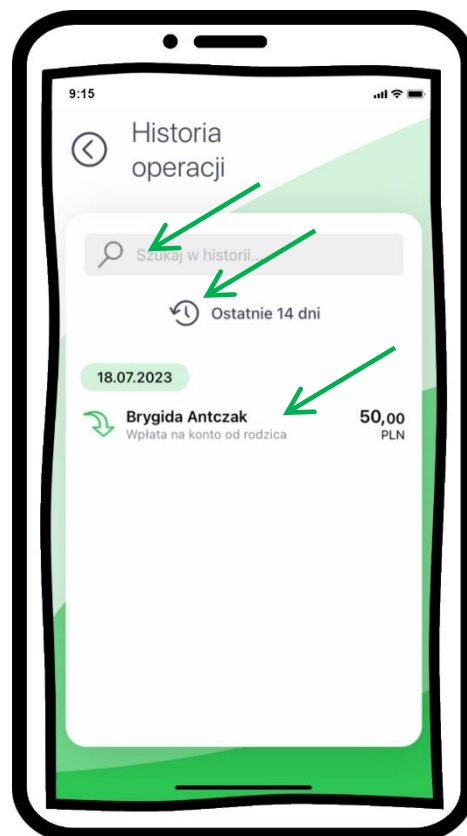 9:15
Historia
operacji
Szukaj w historii...
Ostatnie 14 dni
18.07.2023
Brygida Antczak 50,00
Wpłata na konto od rodzica PLN